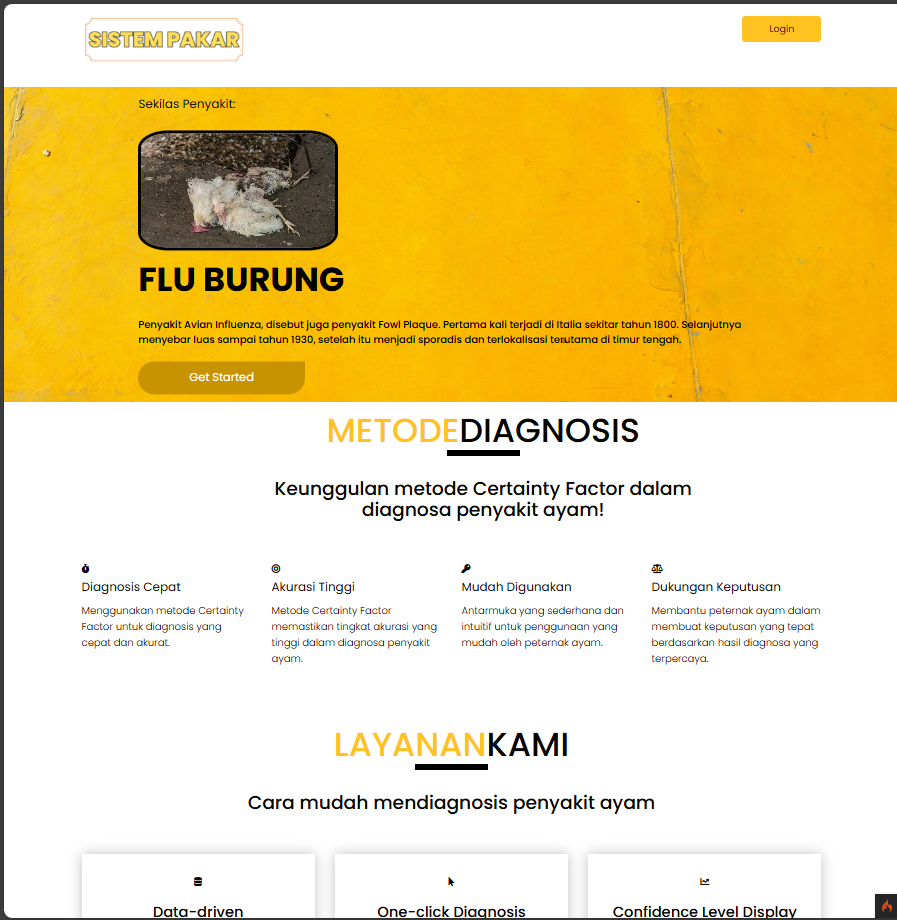 SISTEM PAKAR
Login
Sekilas Penyakit:
FLU BURUNG
Penyakit Avian Influenza, disebut juga penyakit Fowl Plaque. Pertama kali terjadi di Italia sekitar tahun 1800. Selanjutnya
menyebar luas sampai tahun 1930, setelah itu menjadi sporadis dan terlokalisasi terutama di timur tengah.
Get Started
METODEDIAGNOSIS
Keunggulan metode Certainty Factor dalam
diagnosa penyakit ayam!
Diagnosis Cepat
Menggunakan metode Certainty
Factor untuk diagnosis yang
cepat dan akurat.
Akurasi Tinggi
Metode Certainty Factor
memastikan tingkat akurasi yang
tinggi dalam diagnosa penyakit
ayam.
Mudah Digunakan
Antarmuka yang sederhana dan
intuitif untuk penggunaan yang
mudah oleh peternak ayam.
Dukungan Keputusan
Membantu peternak ayam dalam
membuat keputusan yang tepat
berdasarkan hasil diagnosa yang
terpercaya.
LAYANANKAMI
Cara mudah mendiagnosis penyakit ayam
Data-driven
One-click Diagnosis
Confidence Level Display